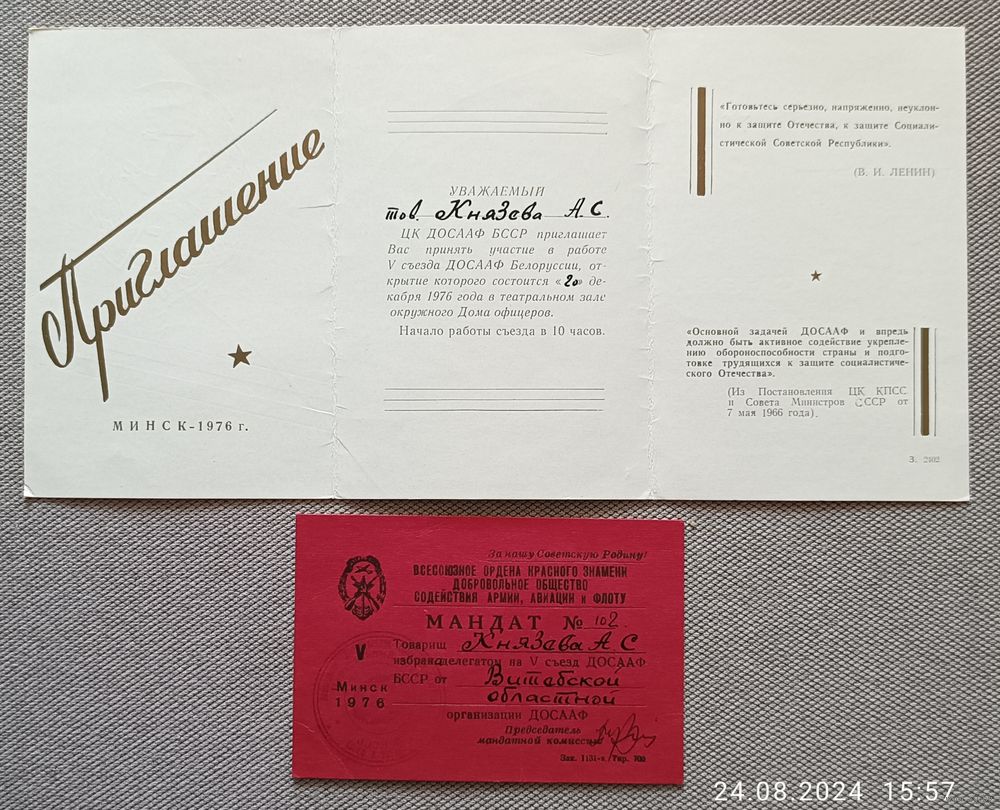 Приглашение
МИНСК-1976 г.
УВАЖАЕМЫЙ
тов. Князева А.С.
ЦК ДОСААФ БССР приглашает
Вас принять участие в работе
V съезда ДОСААФ Белоруссии, от-
крытие которого состоится «20» де-
кабря 1976 года в театральном зале
окружного Дома офицеров.
Начало работы съезда в 10 часов.
«Готовьтесь серьезно, напряженно, неуклон-
но к защите Отечества, к защите Социали-
стической Советской Республики».
(В. И. ЛЕНИН)
«Основной задачей ДОСААФ и впредь
должно быть активное содействие укрепле-
нию обороноспособности страны и подго-
товке трудящихся к защите социалистиче-
ского Отечества».
(Из Постановления ЦК КПСС
и Совета Министров СССР от
7 мая 1966 года).
З. 2402
За нашу Советскую Родину!
ВСЕСОЮЗНОЕ ОРДЕНА КРАСНОГО ЗНАМЕНИ
ДОБРОВОЛЬНОЕ ОБЩЕСТВО
СОДЕЙСТВИЯ АРМИИ, АВИАЦИИ и ФЛОТУ
МАНДАТ № 102.
Товарищ Князева А С
избрана делегатом на V съезд ДОСААФ
БССР от Витебской
областной
организации ДОСААФ
Председатель
мандатной комиссии
Зак. 1131-х/Тир. 700
V
Минск
1976
24.08.2024 15:57